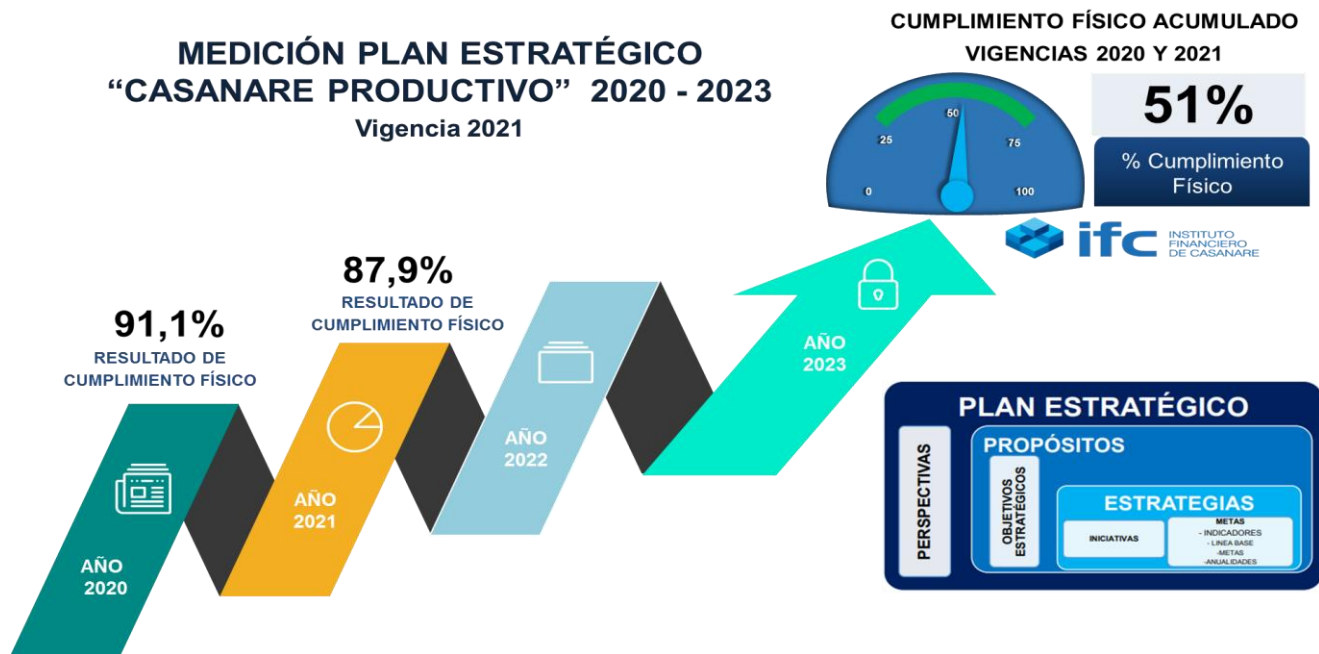 MEDICIÓN PLAN ESTRATÉGICO
“CASANARE PRODUCTIVO” 2020 - 2023
Vigencia 2021
CUMPLIMIENTO FÍSICO ACUMULADO
VIGENCIAS 2020 Y 2021
0
25
50
75
100
51%
% Cumplimiento
Físico
ifc
INSTITUTO
FINANCIERO
DE CASANARE
91,1%
RESULTADO DE
CUMPLIMIENTO FÍSICO
87,9%
RESULTADO DE
CUMPLIMIENTO FÍSICO
AÑO
2020
AÑO
2021
AÑO
2022
AÑO
2023
PLAN ESTRATÉGICO
PERSPECTIVAS
PROPÓSITOS
OBJETIVOS
ESTRATÉGICOS
ESTRATEGIAS
INICIATIVAS
METAS
- INDICADORES
- LINEA BASE
-METAS
-ANUALIDADES